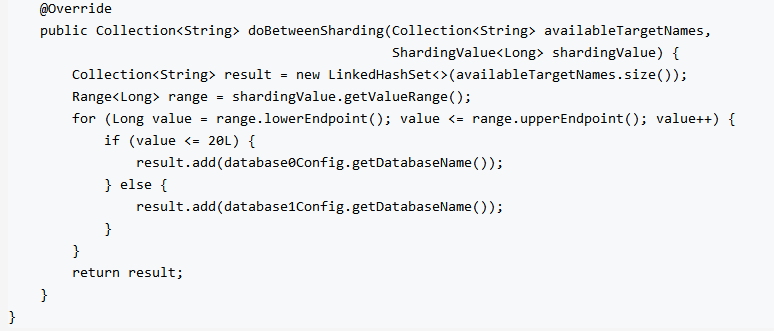 @Override
    public Collection<String> doBetweenSharding(Collection<String> availableTargetNames,
                                                ShardingValue<Long> shardingValue) {
        Collection<String> result = new LinkedHashSet<>(availableTargetNames.size());
        Range<Long> range = shardingValue.getValueRange();
        for (Long value = range.lowerEndpoint(); value <= range.upperEndpoint(); value++) {
            if (value <= 20L) {
                result.add(database0Config.getDatabaseName());
            } else {
                result.add(database1Config.getDatabaseName());
            }
        }
        return result;
    }
}